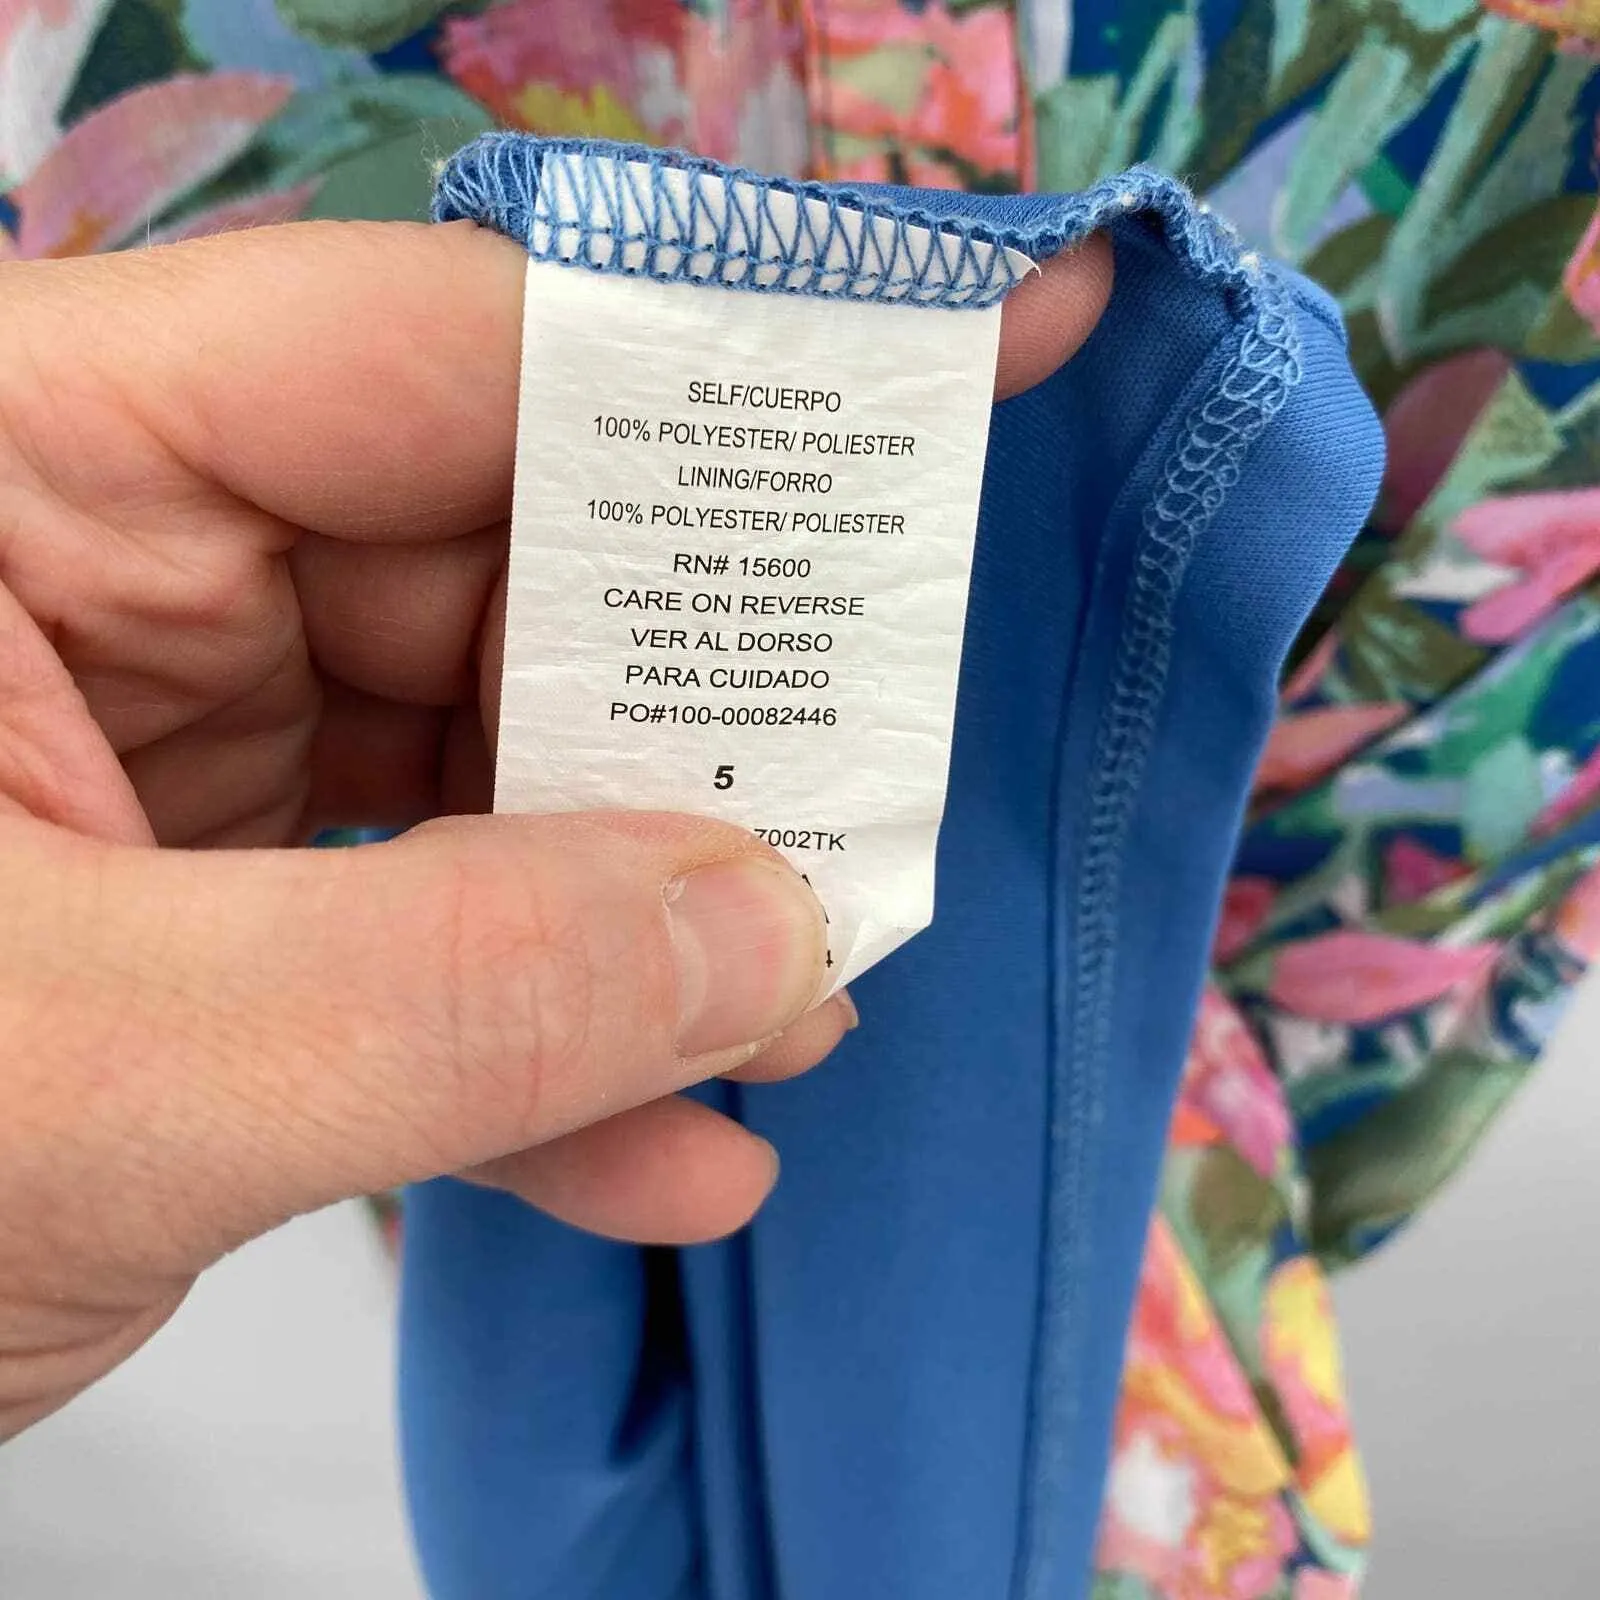 SELF/CUERPO
100% POLYESTER/ POLIESTER
LINING/FORRO
100% POLYESTER/ POLIESTER
RN# 15600
CARE ON REVERSE
VER AL DORSO
PARA CUIDADO
PO#100-00082446
5
7002TK